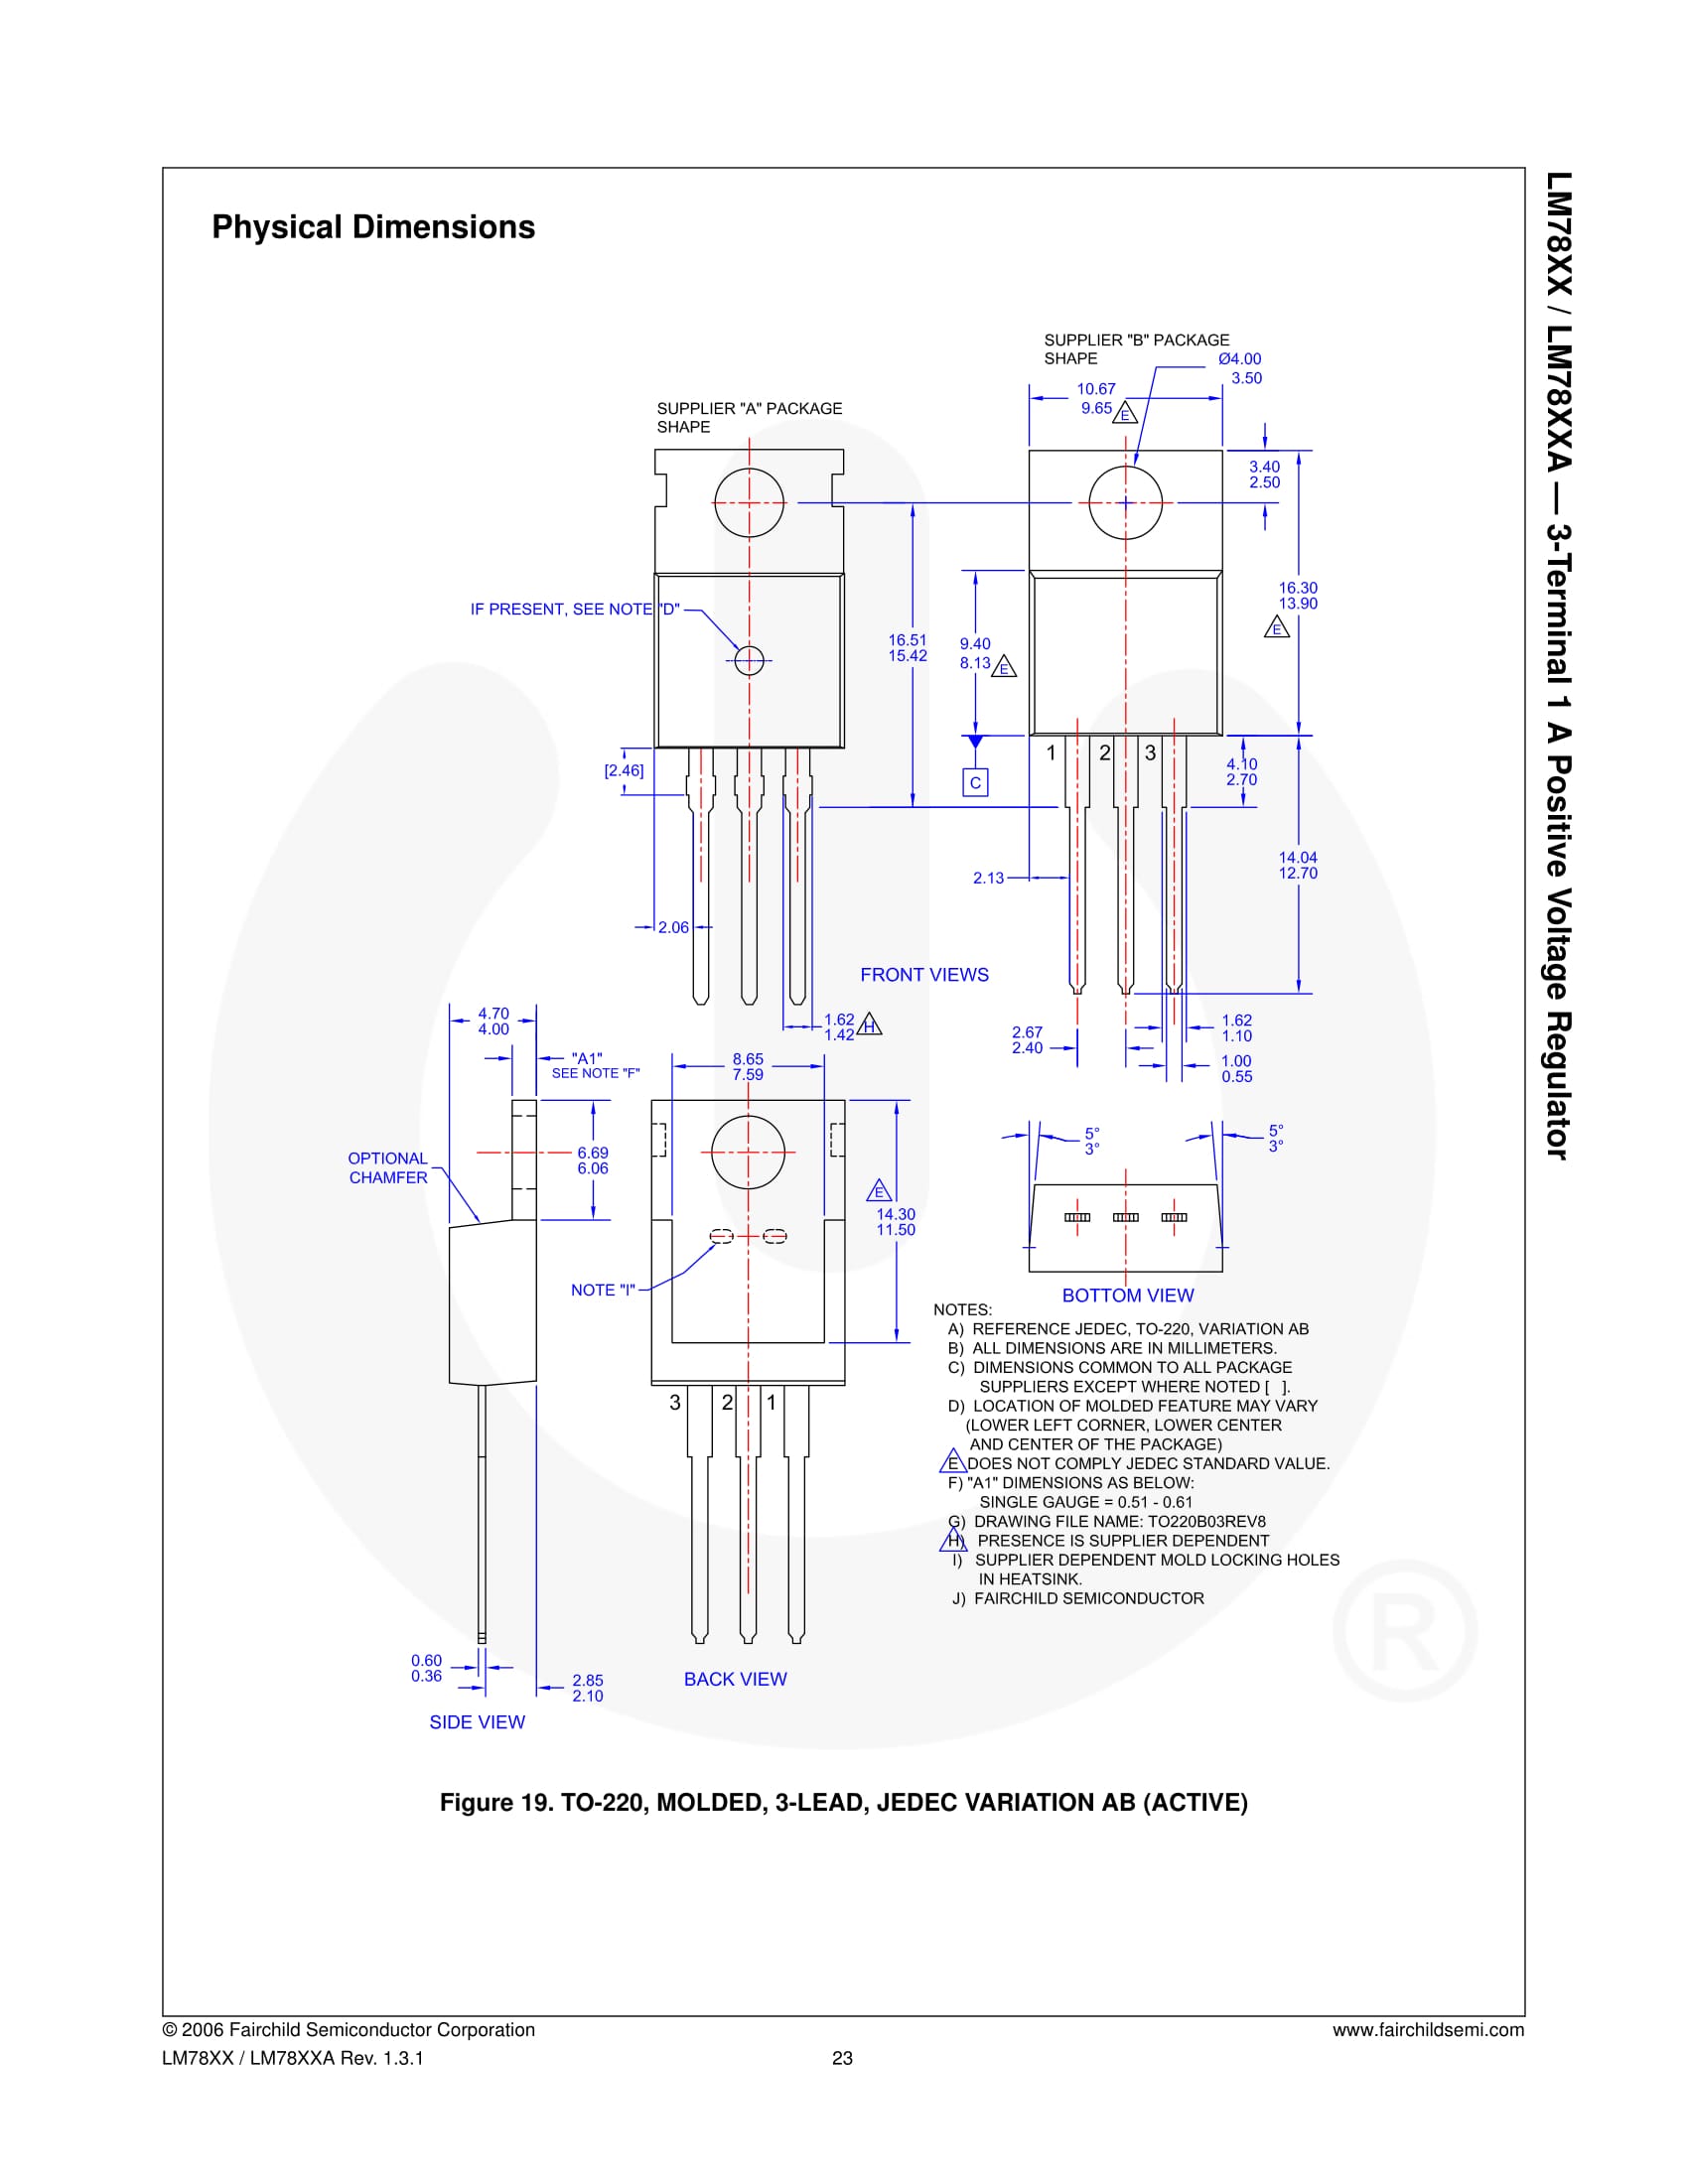 LM78XX / LM78XXA — 3-Terminal 1 A Positive Voltage Regulator
Physical Dimensions
SUPPLIER "B" PACKAGE
SHAPE
Ø4.00
3.50
10.67
9.65 E
SUPPLIER "A" PACKAGE
SHAPE
3.40
2.50
IF PRESENT, SEE NOTE "D"
16.51
15.42
9.40
8.13 E
16.30
13.90
E
1 2 3
[2.46]
C
4.10
2.70
2.13
14.04
12.70
2.06
FRONT VIEWS
1.62
1.42 H
2.67
2.40
1.62
1.10
1.00
0.55
4.70
4.00
"A1"
SEE NOTE "F"
8.65
7.59
OPTIONAL
CHAMFER
6.69
6.06
E
14.30
11.50
5°
3°
5°
3°
NOTE "I"
BOTTOM VIEW
3 2 1
NOTES:
A) REFERENCE JEDEC, TO-220, VARIATION AB
B) ALL DIMENSIONS ARE IN MILLIMETERS.
C) DIMENSIONS COMMON TO ALL PACKAGE
SUPPLIERS EXCEPT WHERE NOTED [ ].
D) LOCATION OF MOLDED FEATURE MAY VARY
(LOWER LEFT CORNER, LOWER CENTER
AND CENTER OF THE PACKAGE)
E DOES NOT COMPLY JEDEC STANDARD VALUE.
F) "A1" DIMENSIONS AS BELOW:
SINGLE GAUGE = 0.51 - 0.61
G) DRAWING FILE NAME: TO220B03REV8
H) PRESENCE IS SUPPLIER DEPENDENT
I) SUPPLIER DEPENDENT MOLD LOCKING HOLES
IN HEATSINK.
J) FAIRCHILD SEMICONDUCTOR
®
0.60
0.36
2.85
2.10
BACK VIEW
SIDE VIEW
Figure 19. TO-220, MOLDED, 3-LEAD, JEDEC VARIATION AB (ACTIVE)
© 2006 Fairchild Semiconductor Corporation
www.fairchildsemi.com
LM78XX / LM78XXA Rev. 1.3.1
23